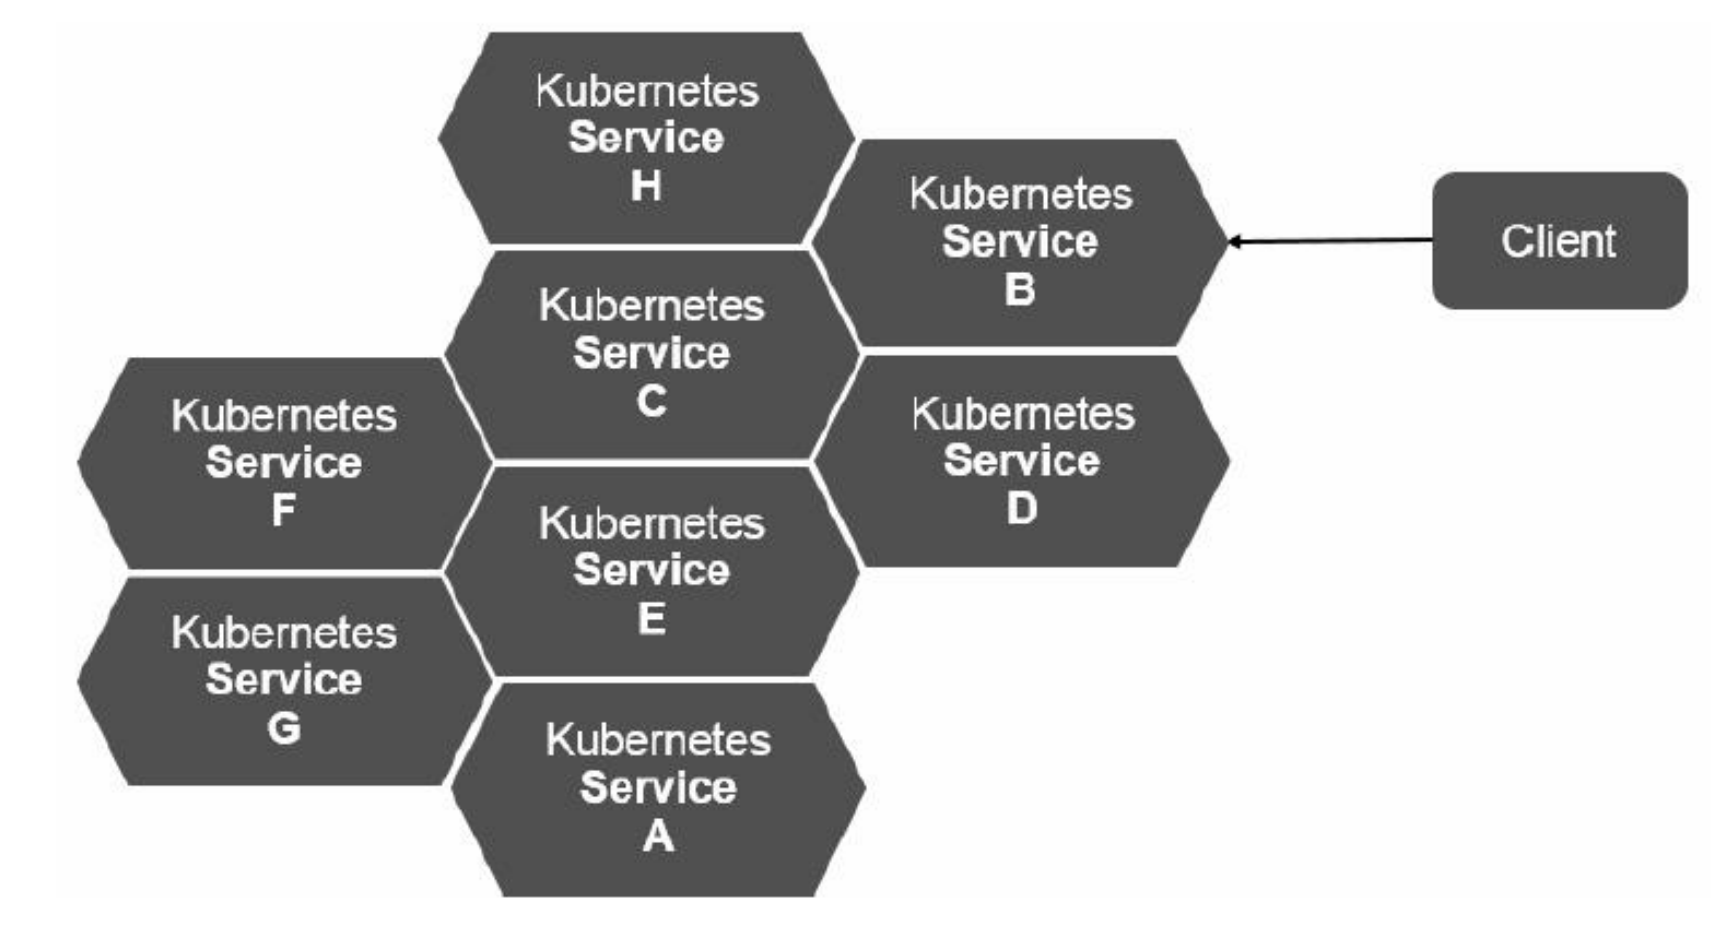 Kubernetes
Service
H
Kubernetes
Service
B
Client
Kubernetes
Service
C
Kubernetes
Service
F
Kubernetes
Service
D
Kubernetes
Service
E
Kubernetes
Service
G
Kubernetes
Service
A